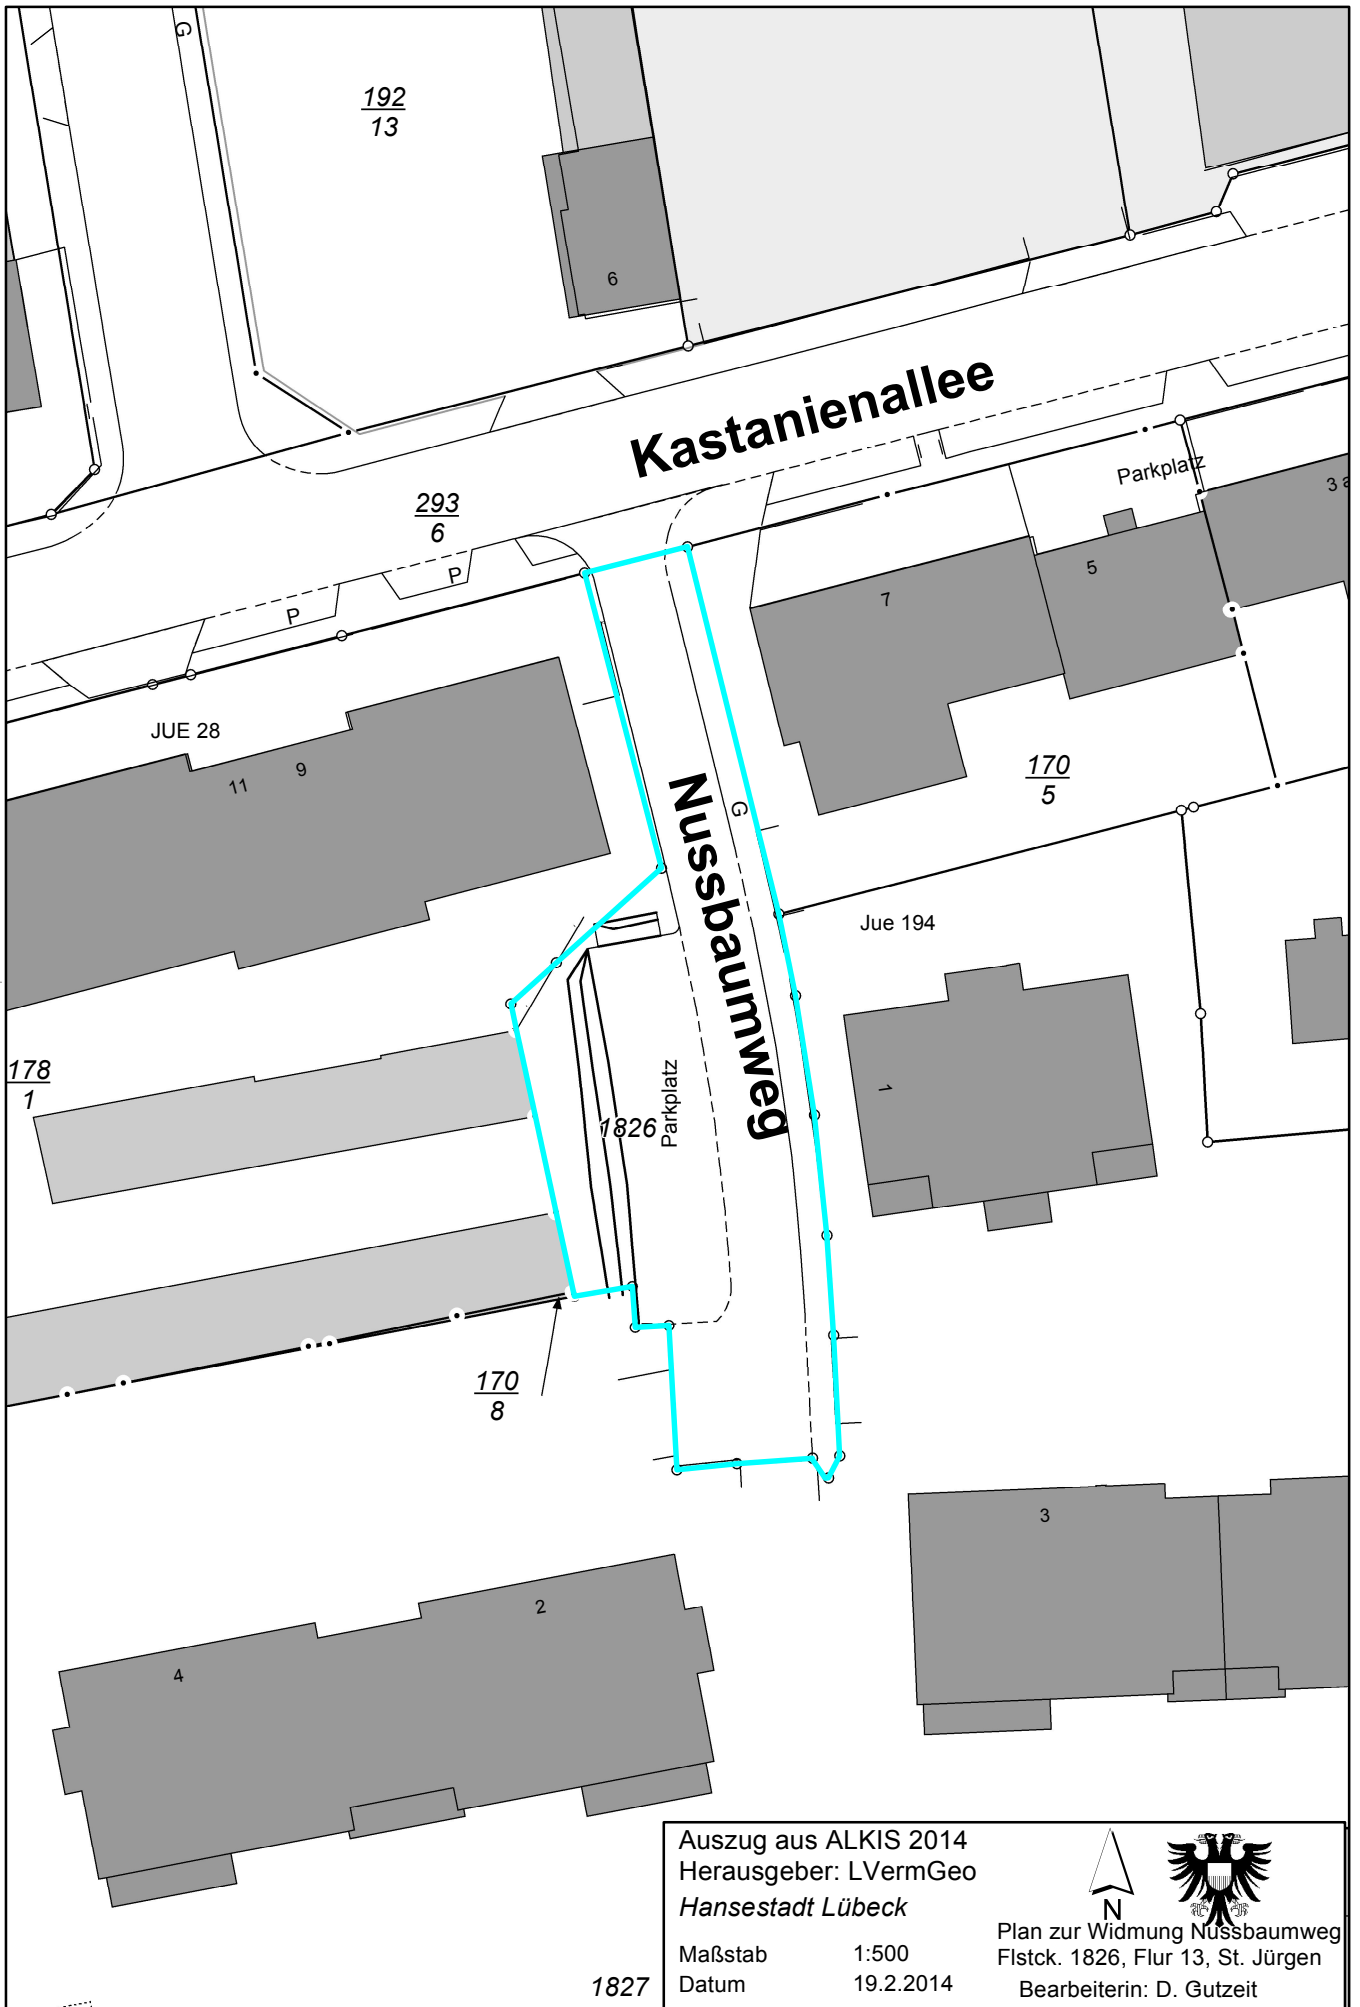 G
192
13
6
Kastanienallee
Parkplatz
3 a
293
6
P
P
5
7
JUE 28
11
9
170
5
G
Nussbaumweg
Jue 194
178
1
1826
Parkplatz
1
170
8
3
2
4
Auszug aus ALKIS 2014
Herausgeber: LVermGeo
Hansestadt Lübeck
N
Plan zur Widmung Nussbaumweg
Maßstab 1:500
Flstck. 1826, Flur 13, St. Jürgen
1827
Datum 19.2.2014
Bearbeiterin: D. Gutzeit